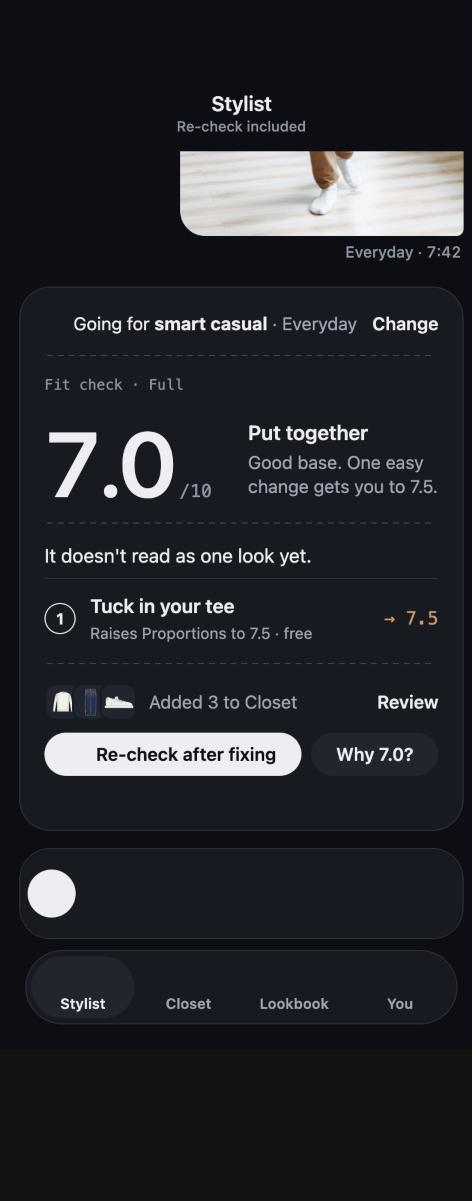 Stylist
Re-check included
Everyday · 7:42
Going for smart casual · Everyday Change
Fit check · Full
7.0/10
Put together
Good base. One easy
change gets you to 7.5.
It doesn't read as one look yet.
1 Tuck in your tee → 7.5
Raises Proportions to 7.5 · free
Added 3 to Closet Review
Re-check after fixing Why 7.0?
Stylist Closet Lookbook You